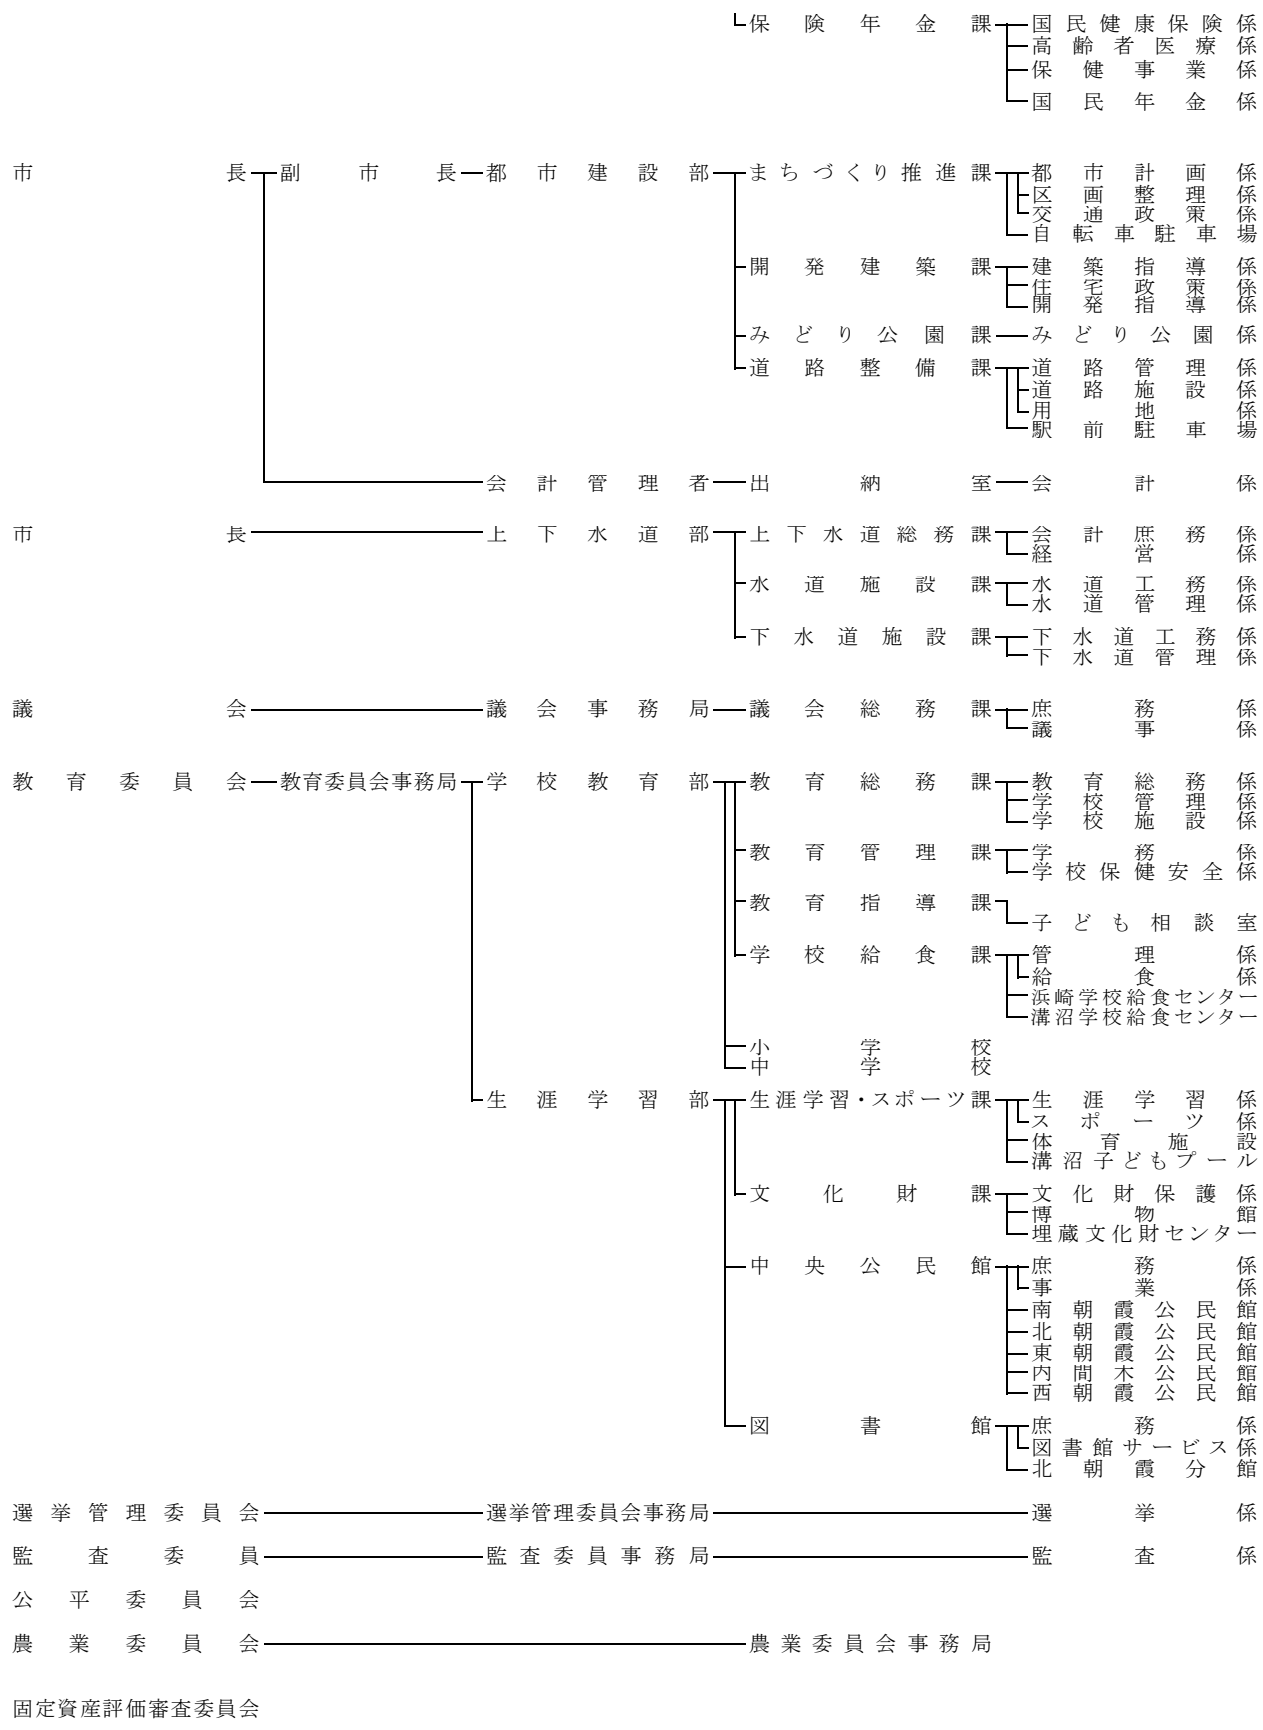 保険年金課 国民健康保険係
高齢者医療係
保健事業係
国民年金係
市長 副市長 都市建設部 まちづくり推進課 都市計画係
区画整理係
交通政策係
自転車駐車場
開発建築課 建築指導係
住宅政策係
開発指導係
みどり公園課 みどり公園係
道路整備課 道路管理係
道路施設係
用地係
駅前駐車場
会計管理者 出納室 会計係
市長 上下水道部 上下水道総務課 会計庶務係
経営係
水道施設課 水道工務係
水道管理係
下水道施設課 下水道工務係
下水道管理係
議会 議会事務局 議会総務課 庶務係
議事係
教育委員会 教育委員会事務局 学校教育部 教育総務課 教育総務係
学校管理係
学校施設係
教育管理課 学務係
学校保健安全係
教育指導課
子ども相談室
学校給食課 管理係
給食係
浜崎学校給食センター
溝沼学校給食センター
小学校
中学校
生涯学習部 生涯学習・スポーツ課 生涯学習係
スポーツ係
体育施設
溝沼子どもプール
文化財課 文化財保護係
博物館
埋蔵文化財センター
中央公民館 庶務係
事業係
南朝霞公民館
北朝霞公民館
東朝霞公民館
内間木公民館
西朝霞公民館
図書館 庶務係
図書館サービス係
北朝霞分館
選挙管理委員会 選挙管理委員会事務局 選挙係
監査委員 監査委員事務局 監査係
公平委員会
農業委員会 農業委員会事務局
固定資産評価審査委員会